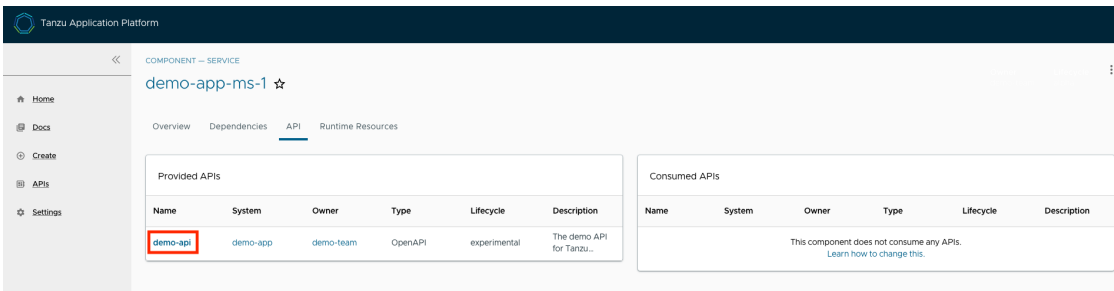 Tanzu Application Platform
Home
Docs
Create
APIs
Settings
COMPONENT — SERVICE
demo-app-ms-1
Overview Dependencies API Runtime Resources
Provided APIs
Name System Owner Type Lifecycle Description
demo-api demo-app demo-team OpenAPI experimental The demo API
for Tanzu...
Consumed APIs
Name System Owner Type Lifecycle Description
This component does not consume any APIs.
Learn how to change this.